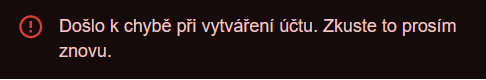 Došlo k chybě při vytváření účtu. Zkuste to prosím
znovu.